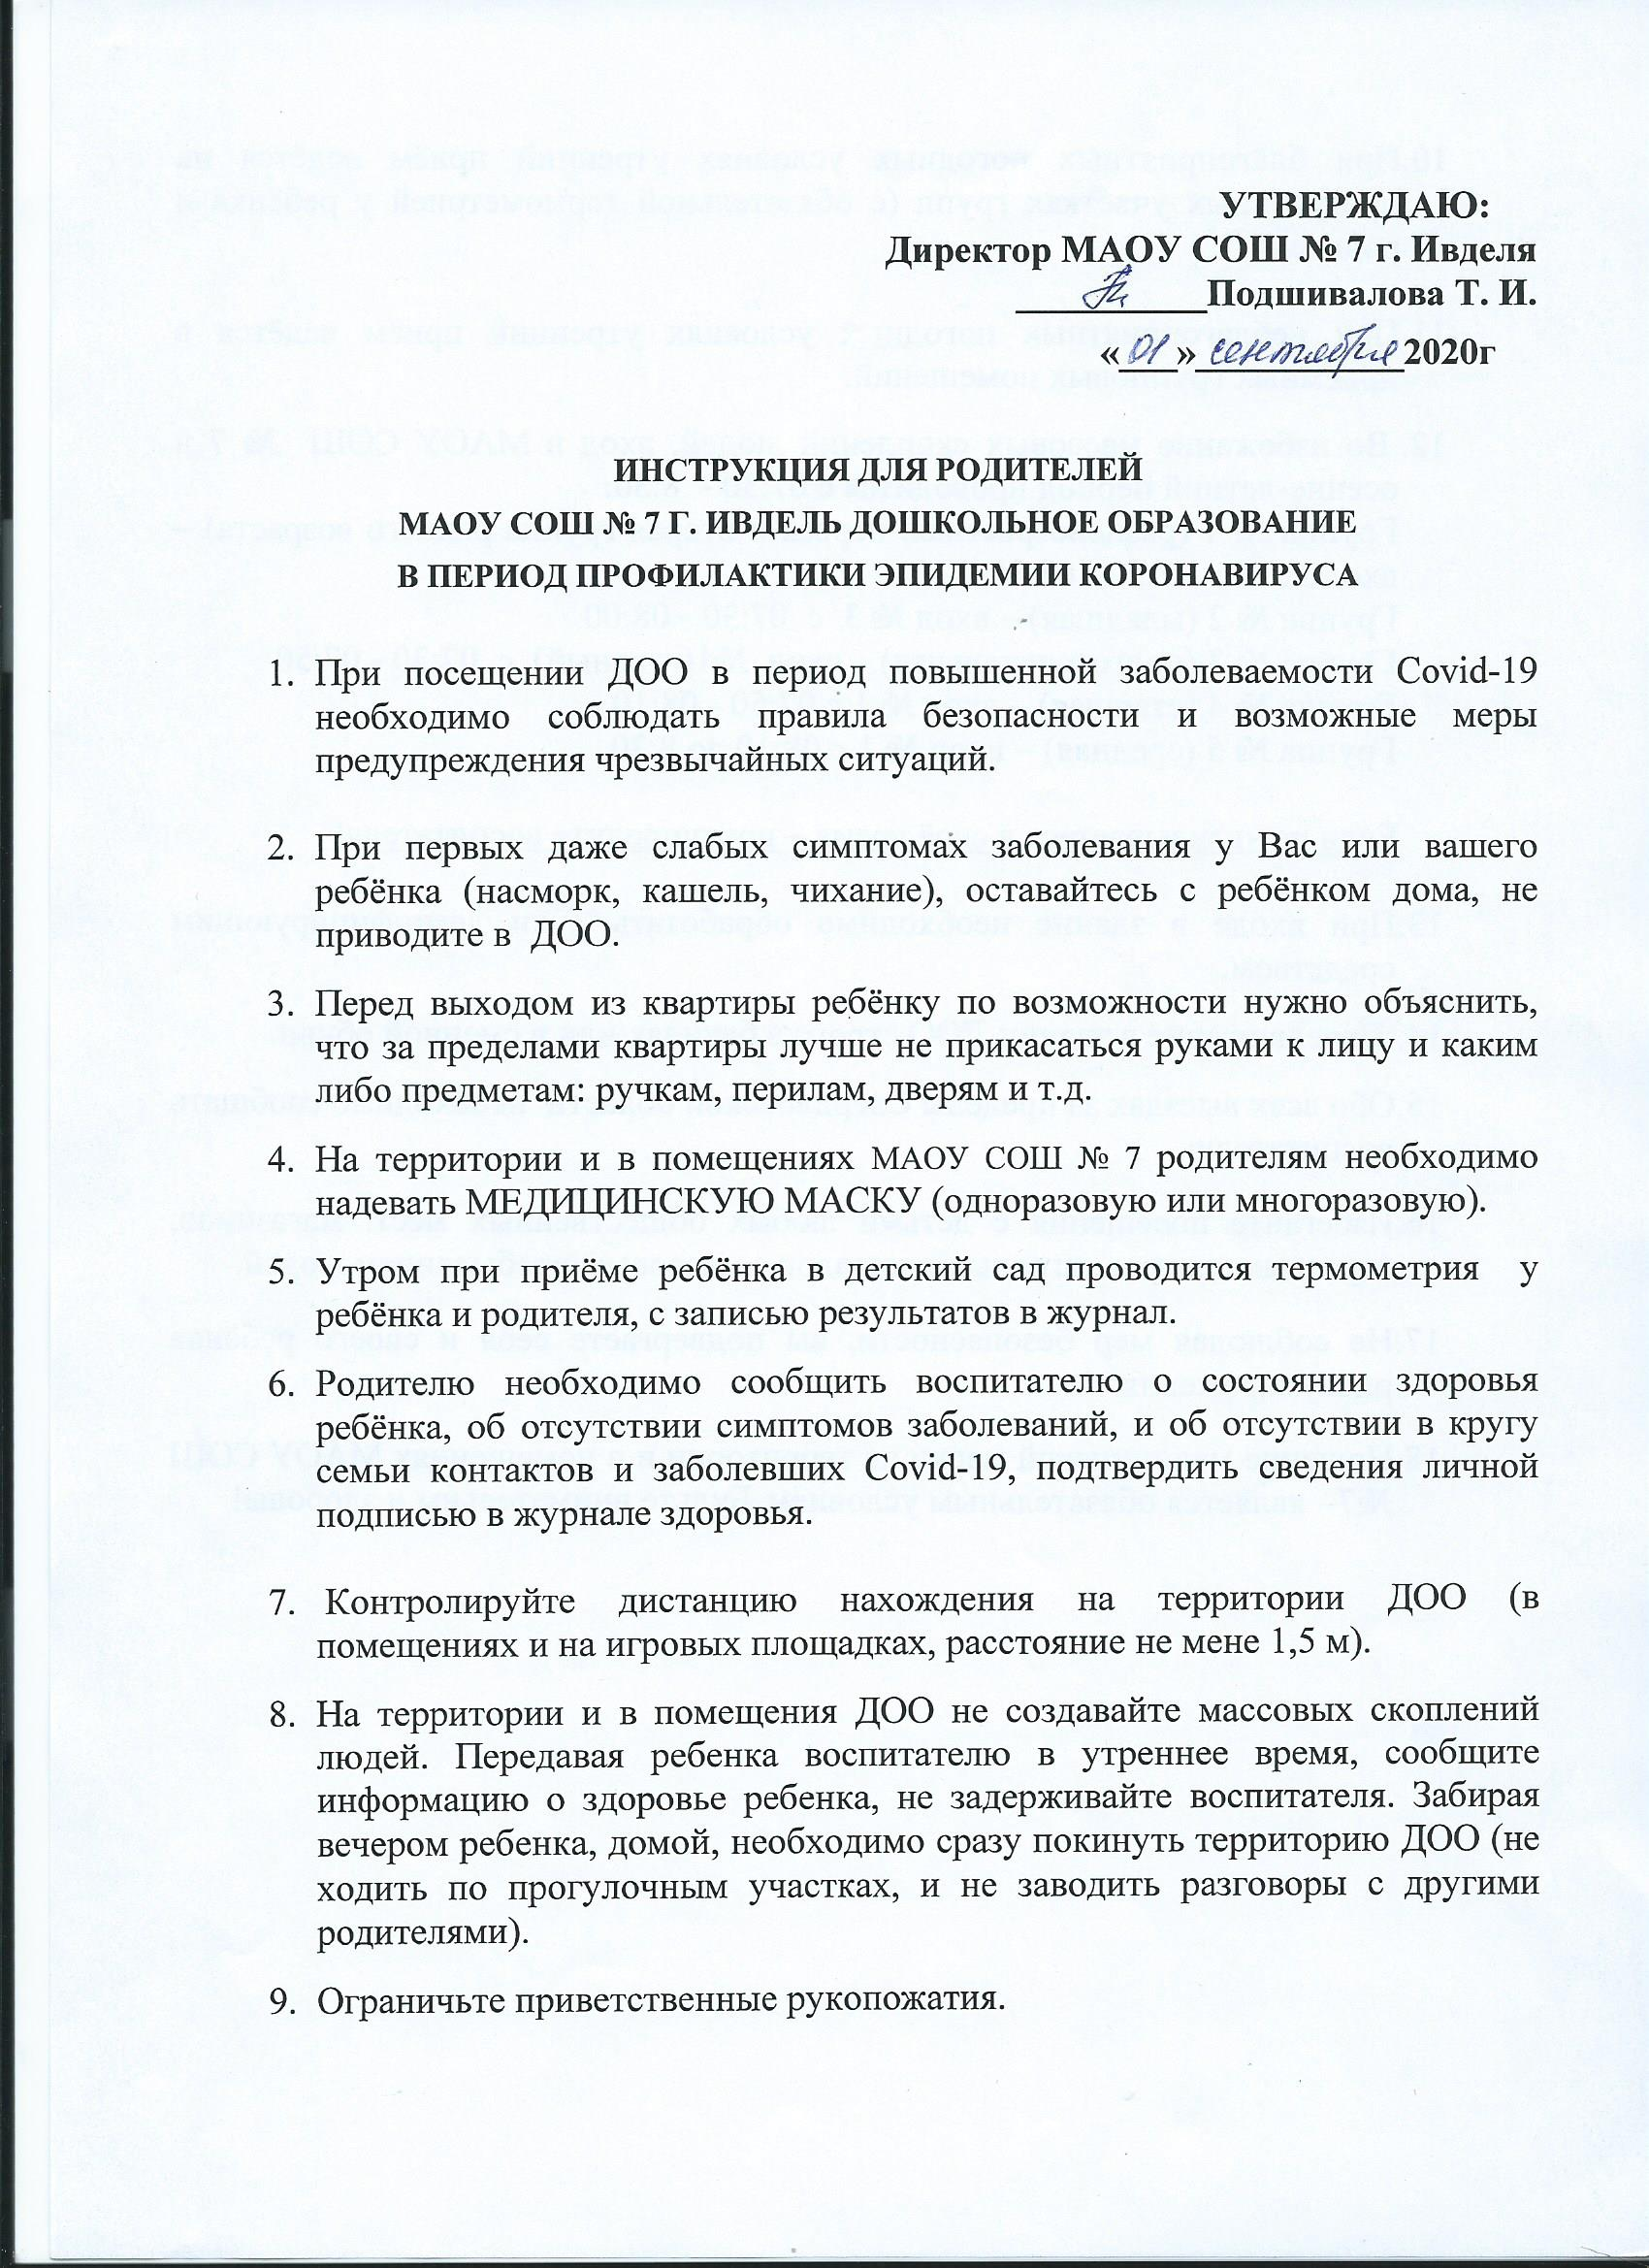 УТВЕРЖДАЮ:
Директор МАОУ СОШ № 7 г. Ивделя
__________Подшивалова Т. И.
«01»сентября2020г
ИНСТРУКЦИЯ ДЛЯ РОДИТЕЛЕЙ
МАОУ СОШ № 7 Г. ИВДЕЛЬ ДОШКОЛЬНОЕ ОБРАЗОВАНИЕ
В ПЕРИОД ПРОФИЛАКТИКИ ЭПИДЕМИИ КОРОНАВИРУСА
1. При посещении ДОО в период повышенной заболеваемости Covid-19
необходимо соблюдать правила безопасности и возможные меры
предупреждения чрезвычайных ситуаций.
2. При первых даже слабых симптомах заболевания у Вас или вашего
ребёнка (насморк, кашель, чихание), оставайтесь с ребёнком дома, не
приводите в ДОО.
3. Перед выходом из квартиры ребёнку по возможности нужно объяснить,
что за пределами квартиры лучше не прикасаться руками к лицу и каким
либо предметам: ручкам, перилам, дверям и т.д.
4. На территории и в помещениях МАОУ СОШ № 7 родителям необходимо
надевать МЕДИЦИНСКУЮ МАСКУ (одноразовую или многоразовую).
5. Утром при приёме ребёнка в детский сад проводится термометрия у
ребёнка и родителя, с записью результатов в журнал.
6. Родителю необходимо сообщить воспитателю о состоянии здоровья
ребёнка, об отсутствии симптомов заболеваний, и об отсутствии в кругу
семьи контактов и заболевших Covid-19, подтвердить сведения личной
подписью в журнале здоровья.
7. Контролируйте дистанцию нахождения на территории ДОО (в
помещениях и на игровых площадках, расстояние не мене 1,5 м).
8. На территории и в помещения ДОО не создавайте массовых скоплений
людей. Передавая ребенка воспитателю в утреннее время, сообщите
информацию о здоровье ребенка, не задерживайте воспитателя. Забирая
вечером ребенка, домой, необходимо сразу покинуть территорию ДОО (не
ходить по прогулочным участках, и не заводить разговоры с другими
родителями).
9. Ограничьте приветственные рукопожатия.